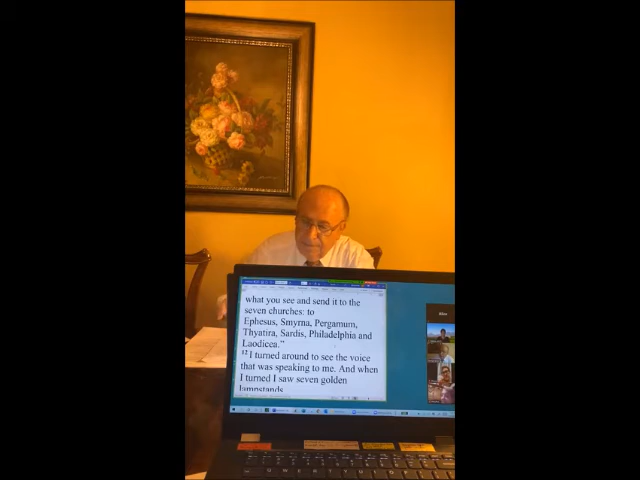 what you see and send it to the
seven churches: to
Ephesus, Smyrna, Pergamum,
Thyatira, Sardis, Philadelphia and
Laodicea."
12 I turned around to see the voice
that was speaking to me. And when
I turned I saw seven golden
lampstands